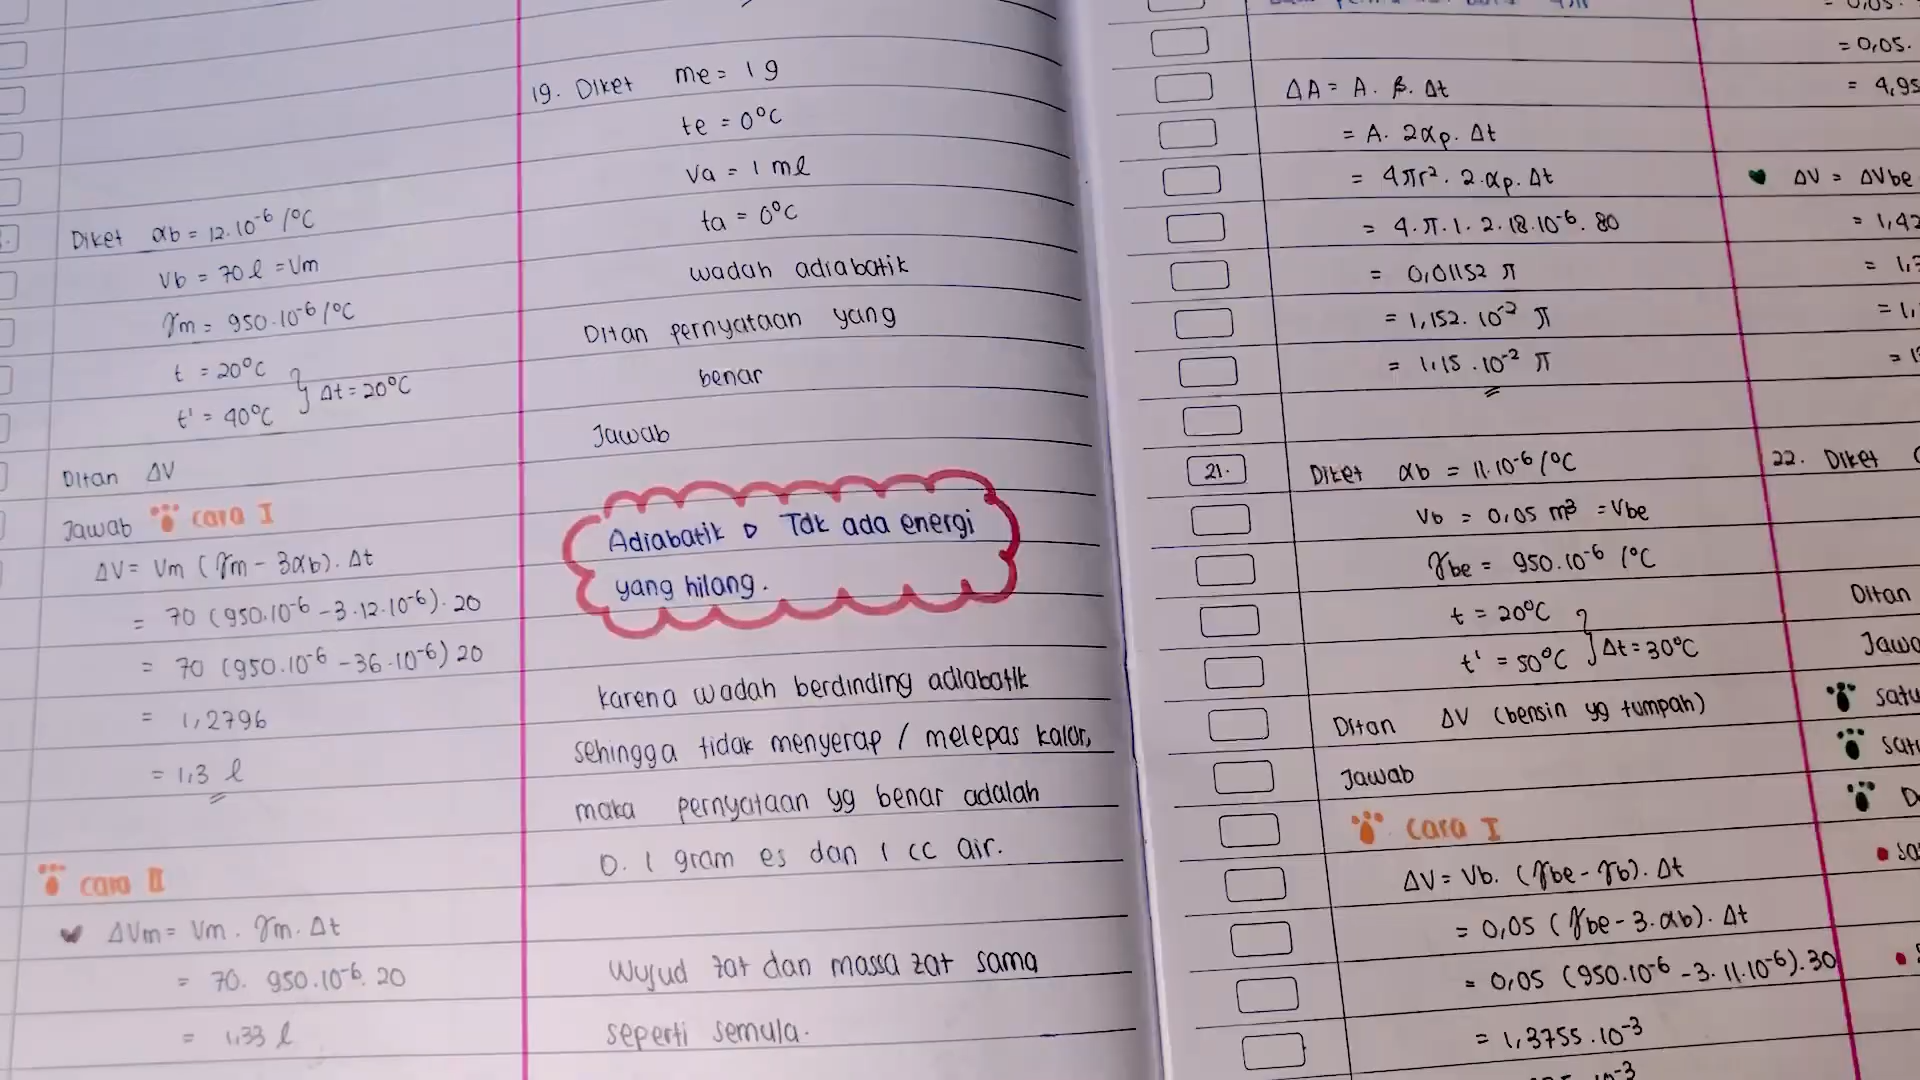 Diket αb = 12.10⁻⁶ /°C
Vb = 70 l = Vm
γm = 950.10⁻⁶ /°C
t = 20°C
t' = 40°C
Δt = 20°C
Ditan ΔV
Jawab cara I
ΔV = Vm (γm - 3αb). Δt
= 70 (950.10⁻⁶ - 3.12.10⁻⁶). 20
= 70 (950.10⁻⁶ - 36.10⁻⁶) 20
= 1,2796
= 1,3 l
cara II
ΔVm = Vm . γm. Δt
= 70. 950.10⁻⁶. 20
= 1,33 l
19. Diket me = 1 g
te = 0°C
Va = 1 ml
ta = 0°C
wadah adiabatik
Ditan pernyataan yang
benar
Jawab
Adiabatik ▷ Tdk ada energi
yang hilang.
karena wadah berdinding adiabatik
sehingga tidak menyerap / melepas kalor,
maka pernyataan yg benar adalah
D. 1 gram es dan 1 cc air.
Wujud zat dan massa zat sama
seperti semula.
ΔA = A. β. Δt
= A. 2αp. Δt
= 4πr². 2.αp. Δt
= 4.π.1.2.18.10⁻⁶. 80
= 0,01152 π
= 1,152. 10⁻² π
= 1,15 . 10⁻² π
21. Diket αb = 11.10⁻⁶ /°C
Vb = 0,05 m³ = Vbe
γbe = 950.10⁻⁶ /°C
t = 20°C
t' = 50°C
Δt = 30°C
Ditan ΔV (bensin yg tumpah)
Jawab
cara I
ΔV = Vb. (γbe - γb). Δt
= 0,05 (γbe - 3.αb). Δt
= 0,05 (950.10⁻⁶ - 3.11.10⁻⁶). 30
= 1,3755 .10⁻³
= 0,05.
= 0,05.
= 4,95
ΔV = ΔVbe
= 1,42
22. Diket
Ditan